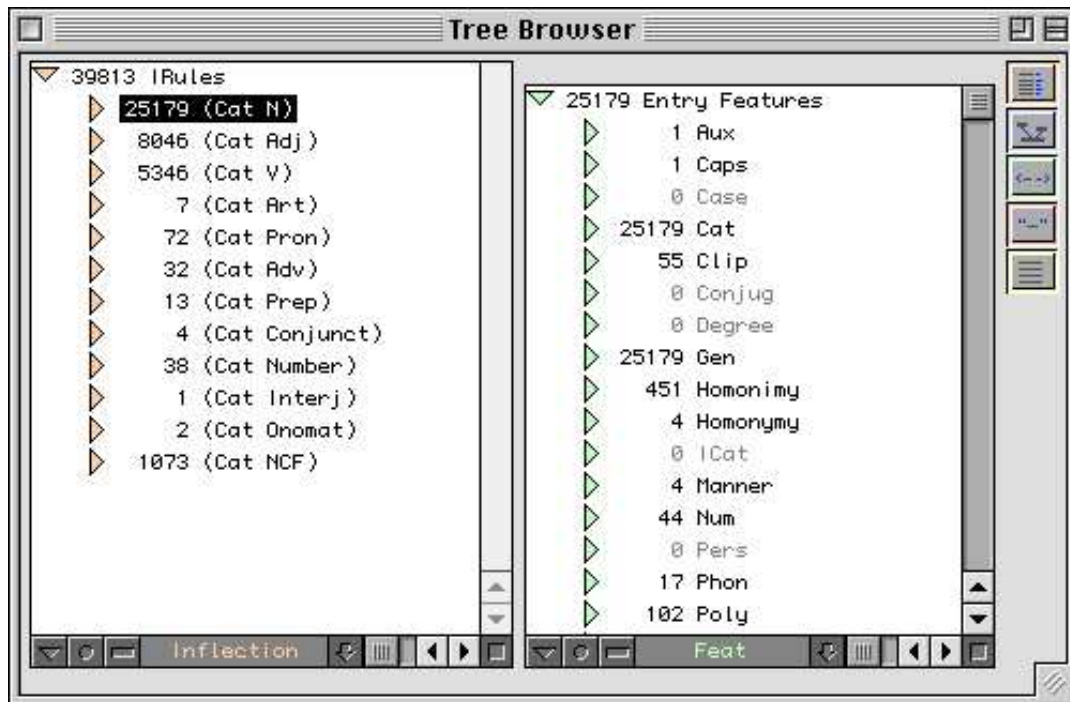 Tree Browser
39813 IRules
25179 (Cat N)
8046 (Cat Adj)
5346 (Cat V)
7 (Cat Art)
72 (Cat Pron)
32 (Cat Adv)
13 (Cat Prep)
4 (Cat Conjunct)
38 (Cat Number)
1 (Cat Interj)
2 (Cat Onomat)
1073 (Cat NCF)
Inflection
25179 Entry Features
1 Aux
1 Caps
0 Case
25179 Cat
55 Clip
0 Conjug
0 Degree
25179 Gen
451 Homonimy
4 Homonymy
0 ICat
4 Manner
44 Num
0 Pers
17 Phon
102 Poly
Feat